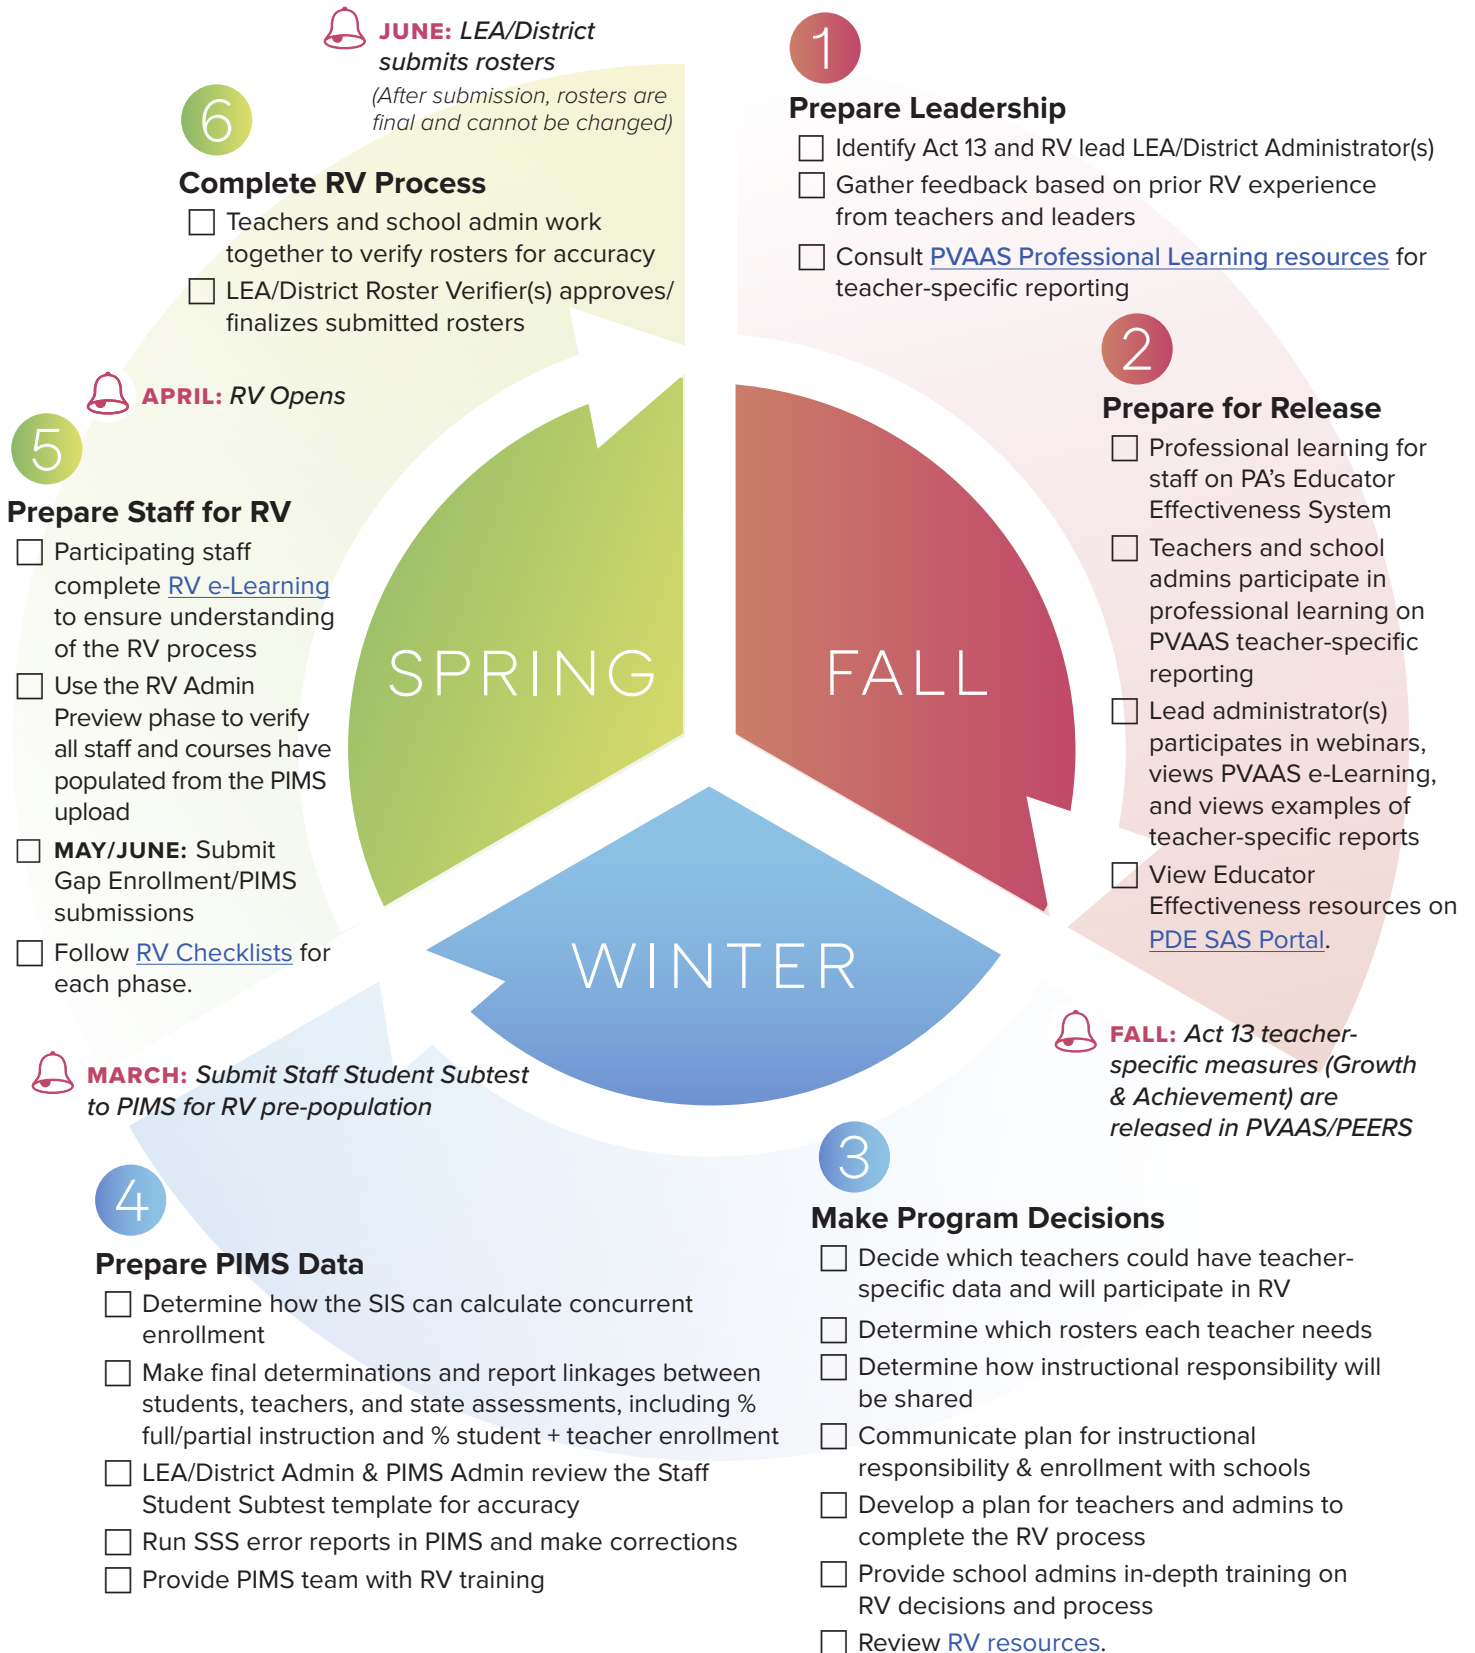 1
Prepare Leadership
Identify Act 13 and RV lead LEA/District Administrator(s)
Gather feedback based on prior RV experience
from teachers and leaders
Consult PVAAS Professional Learning resources for
teacher-specific reporting
2
Prepare for Release
Professional learning for
staff on PA’s Educator
Effectiveness System
Teachers and school
admins participate in
professional learning on
PVAAS teacher-specific
reporting
Lead administrator(s)
participates in webinars,
views PVAAS e-Learning,
and views examples of
teacher-specific reports
View Educator
Effectiveness resources on
PDE SAS Portal.
FALL: Act 13 teacher-
specific measures (Growth
& Achievement) are
released in PVAAS/PEERS
3
Make Program Decisions
Decide which teachers could have teacher-
specific data and will participate in RV
Determine which rosters each teacher needs
Determine how instructional responsibility will
be shared
Communicate plan for instructional
responsibility & enrollment with schools
Develop a plan for teachers and admins to
complete the RV process
Provide school admins in-depth training on
RV decisions and process
Review RV resources.
4
Prepare PIMS Data
Determine how the SIS can calculate concurrent
enrollment
Make final determinations and report linkages between
students, teachers, and state assessments, including %
full/partial instruction and % student + teacher enrollment
LEA/District Admin & PIMS Admin review the Staff
Student Subtest template for accuracy
Run SSS error reports in PIMS and make corrections
Provide PIMS team with RV training
MARCH: Submit Staff Student Subtest
to PIMS for RV pre-population
5
Prepare Staff for RV
Participating staff
complete RV e-Learning
to ensure understanding
of the RV process
Use the RV Admin
Preview phase to verify
all staff and courses have
populated from the PIMS
upload
MAY/JUNE: Submit
Gap Enrollment/PIMS
submissions
Follow RV Checklists for
each phase.
APRIL: RV Opens
6
Complete RV Process
Teachers and school admin work
together to verify rosters for accuracy
LEA/District Roster Verifier(s) approves/
finalizes submitted rosters
JUNE: LEA/District
submits rosters
(After submission, rosters are
final and cannot be changed)
SPRING
FALL
WINTER